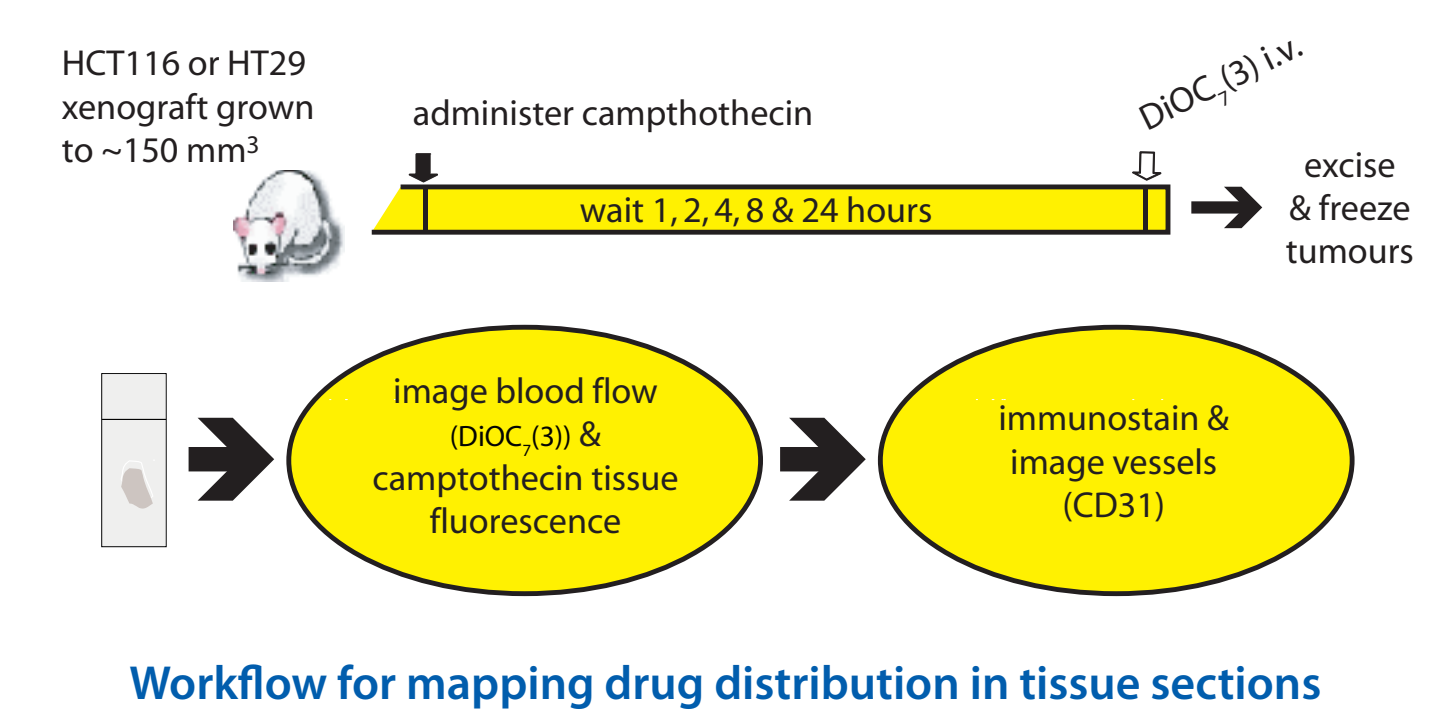 HCT116 or HT29
xenograft grown
to ~150 mm³
administer campthothecin
DiOC₇(3) i.v.
wait 1, 2, 4, 8 & 24 hours
excise
& freeze
tumours
image blood flow
(DiOC₇(3)) &
camptothecin tissue
fluorescence
immunostain &
image vessels
(CD31)
Workflow for mapping drug distribution in tissue sections